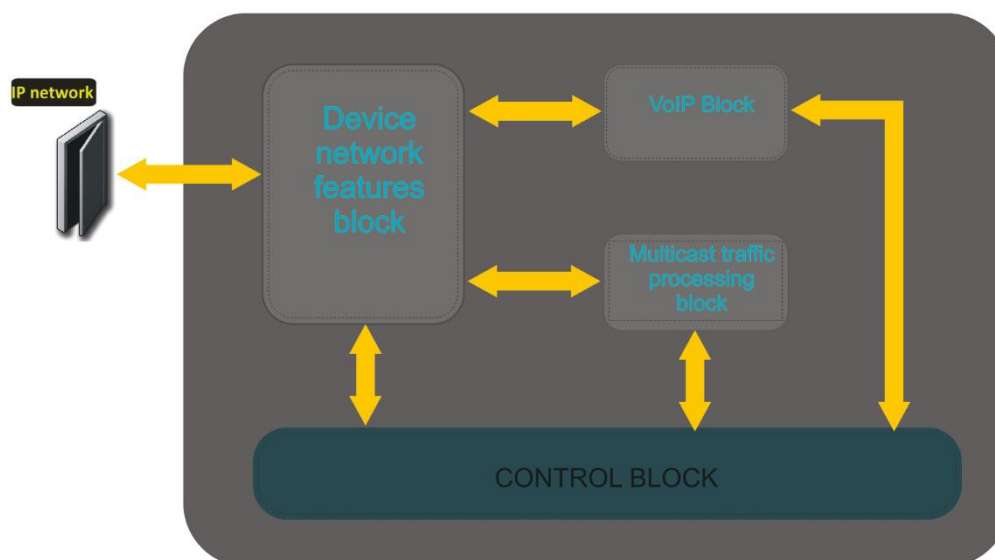 IP network
Device
network
features
block
VoIP Block
Multicast traffic
processing
block
CONTROL BLOCK